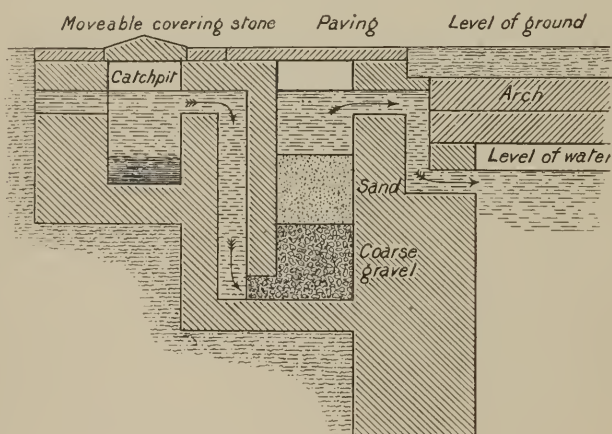 Moveable covering stone
Paving
Level of ground
Catchpit
Arch
Level of water
Sand
Coarse
gravel